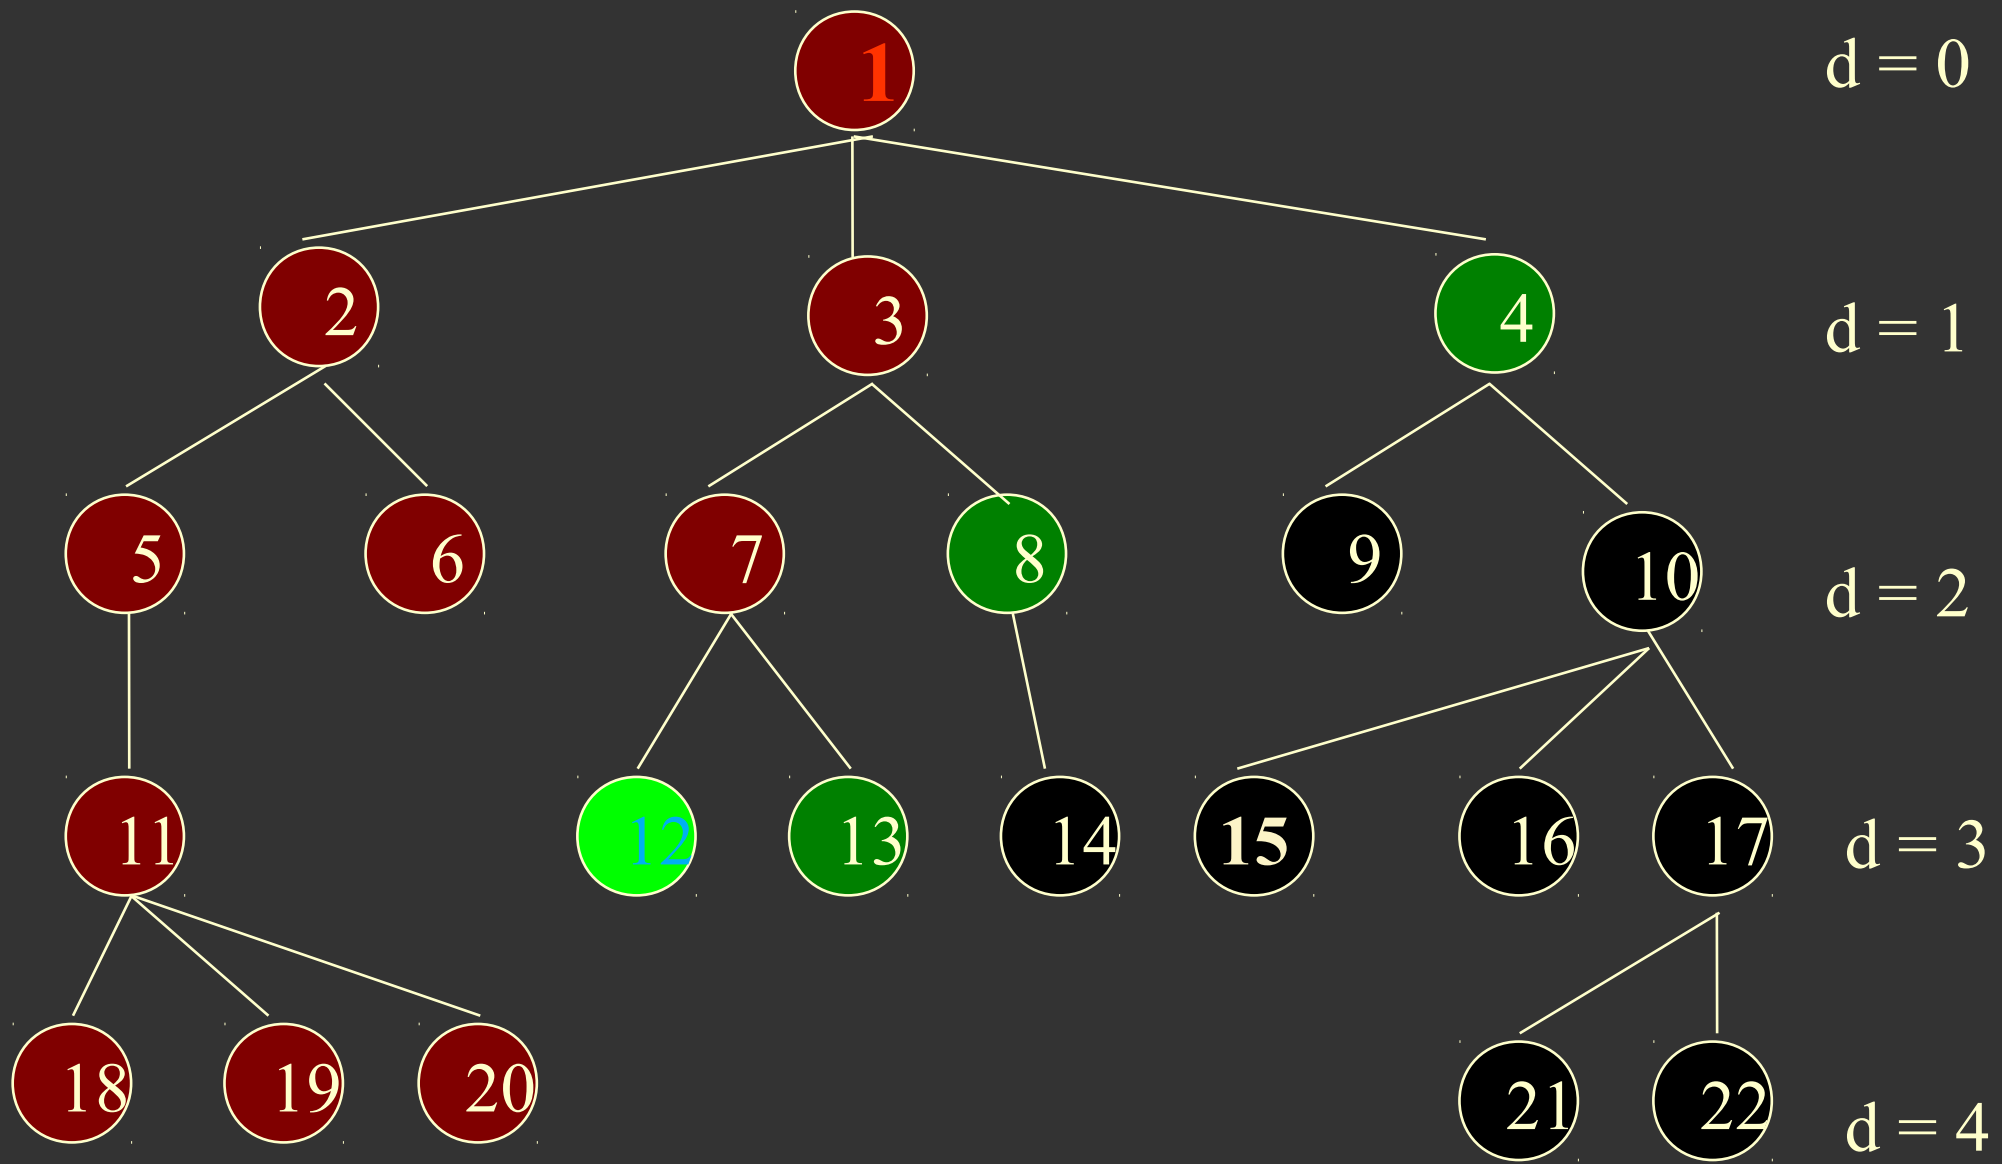 1 d = 0
2 3 4 d = 1
5 6 7 8 9 10 d = 2
11 12 13 14 15 16 17 d = 3
18 19 20 21 22 d = 4